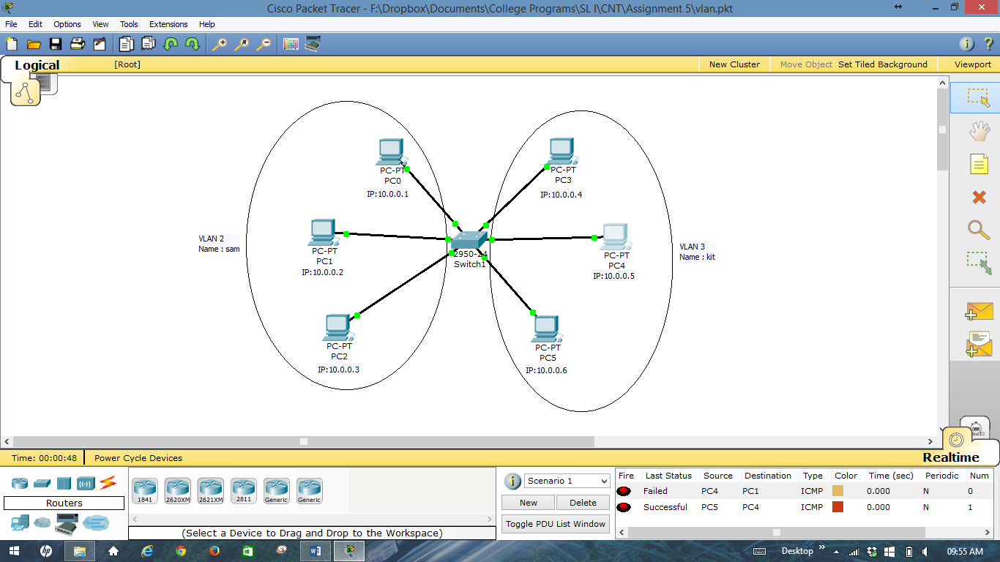 Cisco Packet Tracer - F:\Dropbox\Documents\College Programs\SL I\CNT\Assignment 5\vlan.pkt
File Edit Options View Tools Extensions Help
Logical [Root] New Cluster Move Object Set Tiled Background Viewport
PC-PT
PC0
IP:10.0.0.1
PC-PT
PC3
IP:10.0.0.4
VLAN 2
Name : sam
PC-PT
PC1
IP:10.0.0.2
2950-24
Switch1
PC-PT
PC4
IP:10.0.0.5
VLAN 3
Name : kit
PC-PT
PC2
IP:10.0.0.3
PC-PT
PC5
IP:10.0.0.6
Time: 00:00:48 Power Cycle Devices
Realtime
Routers
1841 2620XM 2621XM 2811 Generic Generic
(Select a Device to Drag and Drop to the Workspace)
Scenario 1
New Delete
Toggle PDU List Window
Fire Last Status Source Destination Type Color Time (sec) Periodic Num
Failed PC4 PC1 ICMP 0.000 N 0
Successful PC5 PC4 ICMP 0.000 N 1
Desktop 09:55 AM